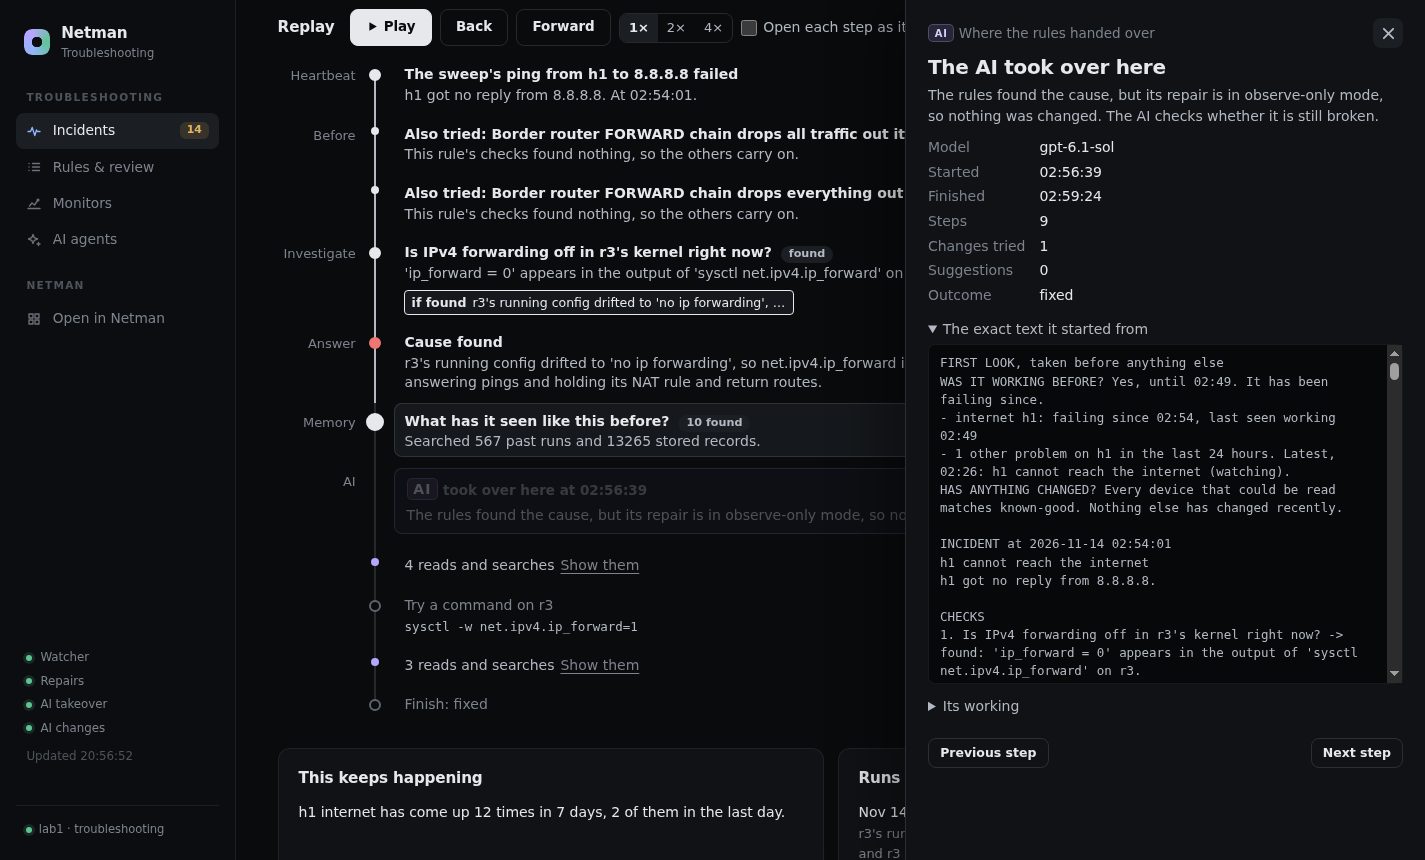 Netman
Troubleshooting
TROUBLESHOOTING
Incidents 14
Rules & review
Monitors
AI agents
NETMAN
Open in Netman
Watcher
Repairs
AI takeover
AI changes
Updated 20:56:52
lab1 · troubleshooting
Replay Play Back Forward 1× 2× 4× Open each step as it
Heartbeat
The sweep's ping from h1 to 8.8.8.8 failed
h1 got no reply from 8.8.8.8. At 02:54:01.
Before
Also tried: Border router FORWARD chain drops all traffic out it
This rule's checks found nothing, so the others carry on.
Also tried: Border router FORWARD chain drops everything out
This rule's checks found nothing, so the others carry on.
Investigate
Is IPv4 forwarding off in r3's kernel right now? found
'ip_forward = 0' appears in the output of 'sysctl net.ipv4.ip_forward' on
if found r3's running config drifted to 'no ip forwarding', ...
Answer
Cause found
r3's running config drifted to 'no ip forwarding', so net.ipv4.ip_forward i
answering pings and holding its NAT rule and return routes.
Memory
What has it seen like this before? 10 found
Searched 567 past runs and 13265 stored records.
AI
AI took over here at 02:56:39
The rules found the cause, but its repair is in observe-only mode, so no
4 reads and searches Show them
Try a command on r3
sysctl -w net.ipv4.ip_forward=1
3 reads and searches Show them
Finish: fixed
This keeps happening
h1 internet has come up 12 times in 7 days, 2 of them in the last day.
Runs
Nov 14
r3's run
and r3
AI Where the rules handed over
The AI took over here
The rules found the cause, but its repair is in observe-only mode,
so nothing was changed. The AI checks whether it is still broken.
Model gpt-6.1-sol
Started 02:56:39
Finished 02:59:24
Steps 9
Changes tried 1
Suggestions 0
Outcome fixed
The exact text it started from
FIRST LOOK, taken before anything else
WAS IT WORKING BEFORE? Yes, until 02:49. It has been
failing since.
- internet h1: failing since 02:54, last seen working
02:49
- 1 other problem on h1 in the last 24 hours. Latest,
02:26: h1 cannot reach the internet (watching).
HAS ANYTHING CHANGED? Every device that could be read
matches known-good. Nothing else has changed recently.
INCIDENT at 2026-11-14 02:54:01
h1 cannot reach the internet
h1 got no reply from 8.8.8.8.
CHECKS
1. Is IPv4 forwarding off in r3's kernel right now? ->
found: 'ip_forward = 0' appears in the output of 'sysctl
net.ipv4.ip_forward' on r3.
Its working
Previous step
Next step